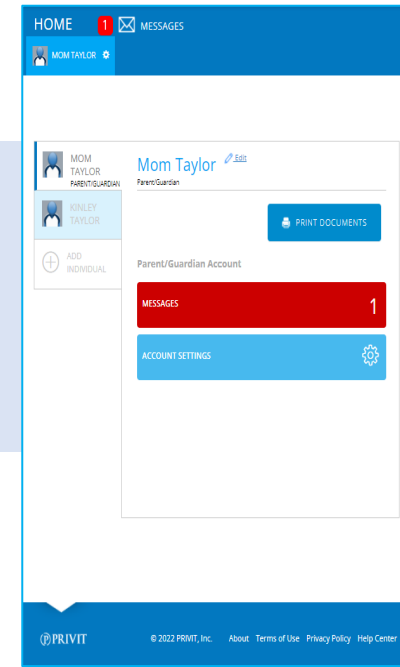 HOME 1 MESSAGES
MOM TAYLOR
MOM
TAYLOR
PARENT/GUARDIAN
KINLEY
TAYLOR
ADD
INDIVIDUAL
Mom Taylor Edit
Parent/Guardian
PRINT DOCUMENTS
Parent/Guardian Account
MESSAGES 1
ACCOUNT SETTINGS
PRIVIT © 2022 PRIVIT, Inc. About Terms of Use Privacy Policy Help Center